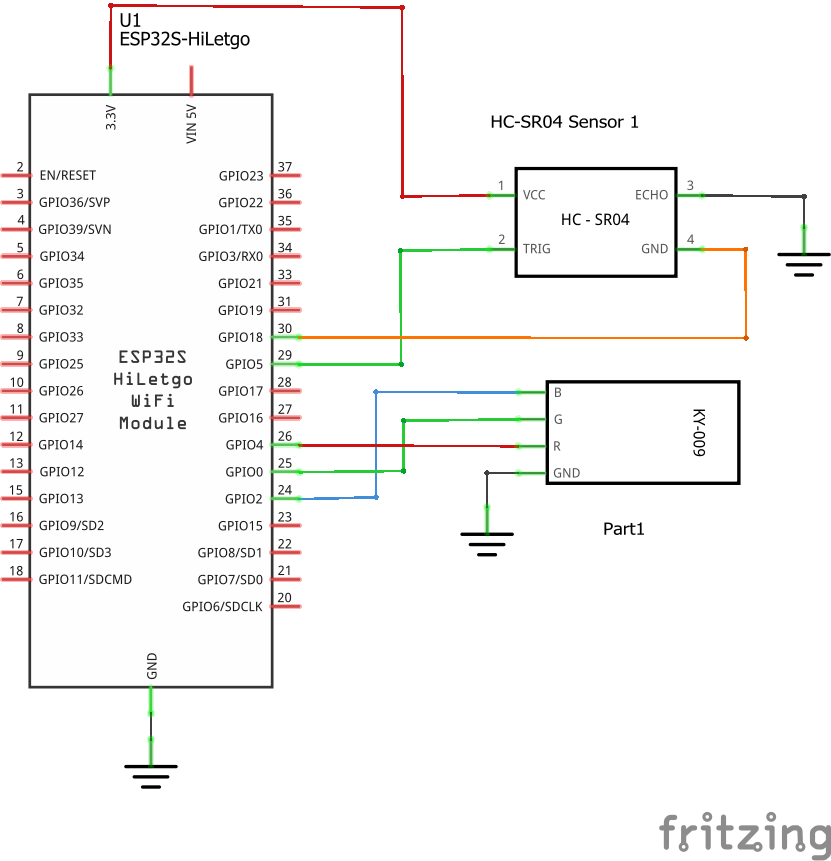 U1
ESP32S-HiLetgo
3.3V
VIN 5V
2 EN/RESET
3 GPIO36/SVP
4 GPIO39/SVN
5 GPIO34
6 GPIO35
7 GPIO32
8 GPIO33
9 GPIO25
10 GPIO26
11 GPIO27
12 GPIO14
13 GPIO12
15 GPIO13
16 GPIO9/SD2
17 GPIO10/SD3
18 GPIO11/SDCMD
ESP32S
HiLetgo
WiFi
Module
GPIO23 37
GPIO22 36
GPIO1/TX0 35
GPIO3/RX0 34
GPIO21 33
GPIO19 31
GPIO18 30
GPIO5 29
GPIO17 28
GPIO16 27
GPIO4 26
GPIO0 25
GPIO2 24
GPIO15 23
GPIO8/SD1 22
GPIO7/SD0 21
GPIO6/SDCLK 20
GND
HC-SR04 Sensor 1
1 VCC
2 TRIG
HC - SR04
ECHO 3
GND 4
B
G
R
GND
KY-009
Part1
fritzing